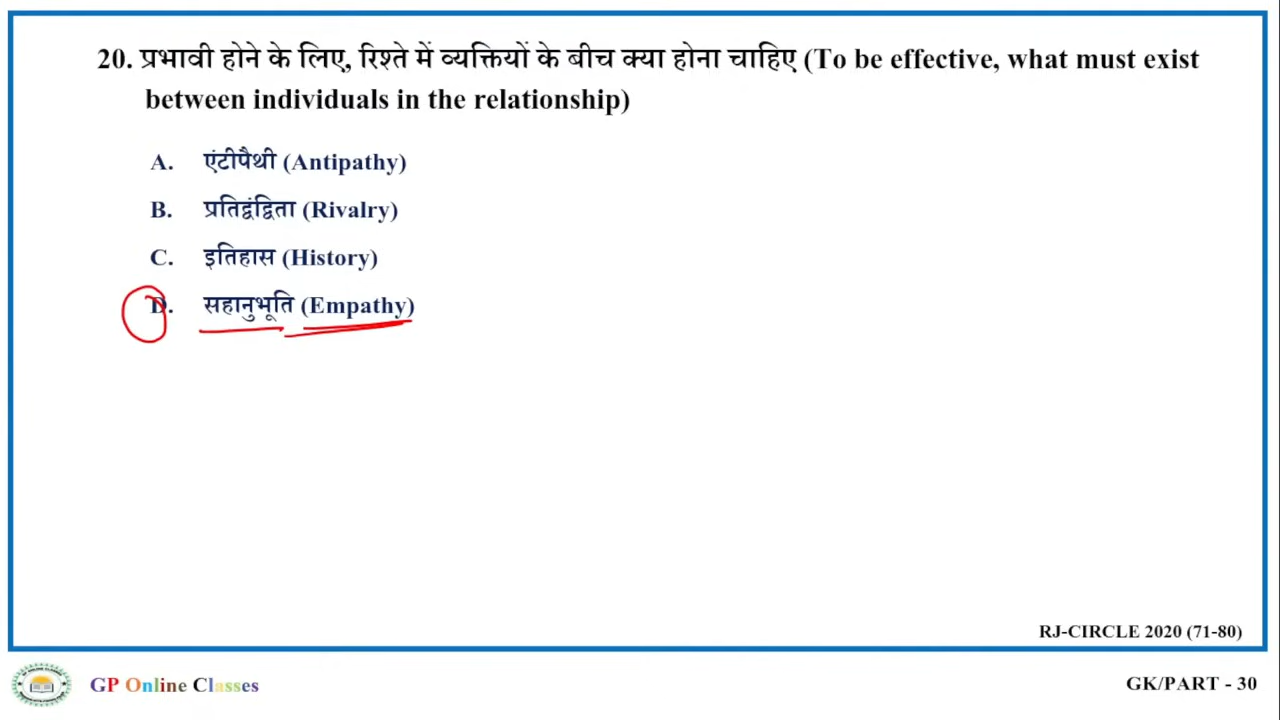 20. प्रभावी होने के लिए, रिश्ते में व्यक्तियों के बीच क्या होना चाहिए (To be effective, what must exist
between individuals in the relationship)
A. एंटीपैथी (Antipathy)
B. प्रतिद्वंद्विता (Rivalry)
C. इतिहास (History)
D. सहानुभूति (Empathy)
RJ-CIRCLE 2020 (71-80)
GP Online Classes
GK/PART - 30